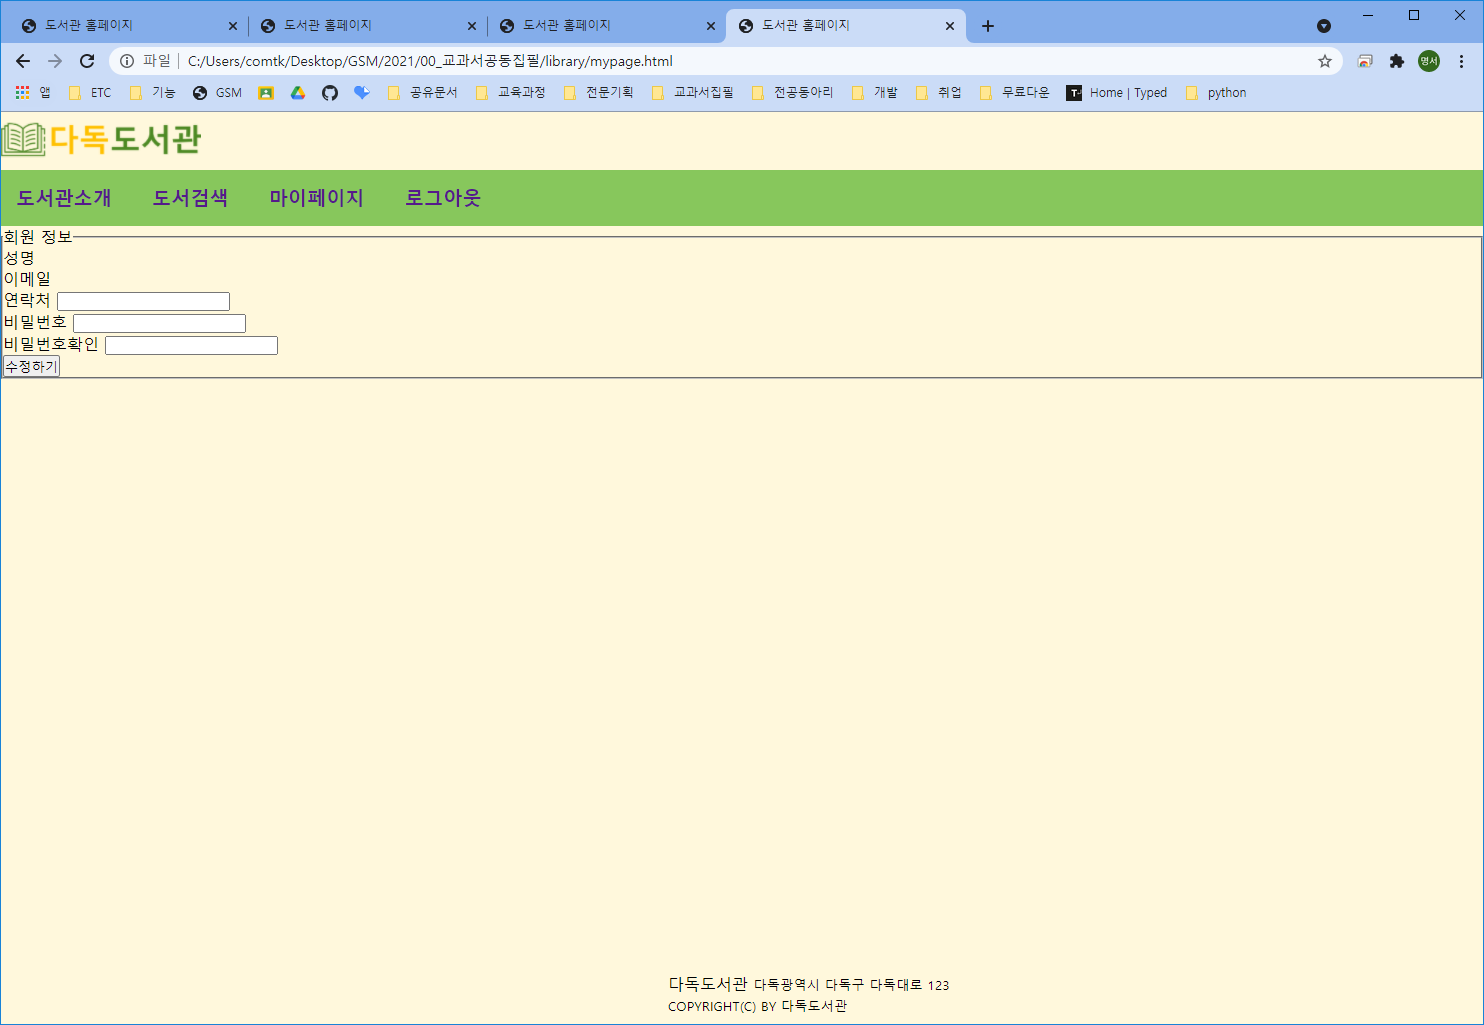 도서관 홈페이지 도서관 홈페이지 도서관 홈페이지 도서관 홈페이지
파일 C:/Users/comtk/Desktop/GSM/2021/00_교과서공동집필/library/mypage.html 명서
앱 ETC 기능 GSM 공유문서 교육과정 전문기획 교과서집필 전공동아리 개발 취업 무료다운 T Home | Typed python
다독도서관
도서관소개 도서검색 마이페이지 로그아웃
회원 정보
성명
이메일
연락처
비밀번호
비밀번호확인
수정하기
다독도서관 다독광역시 다독구 다독대로 123
COPYRIGHT(C) BY 다독도서관